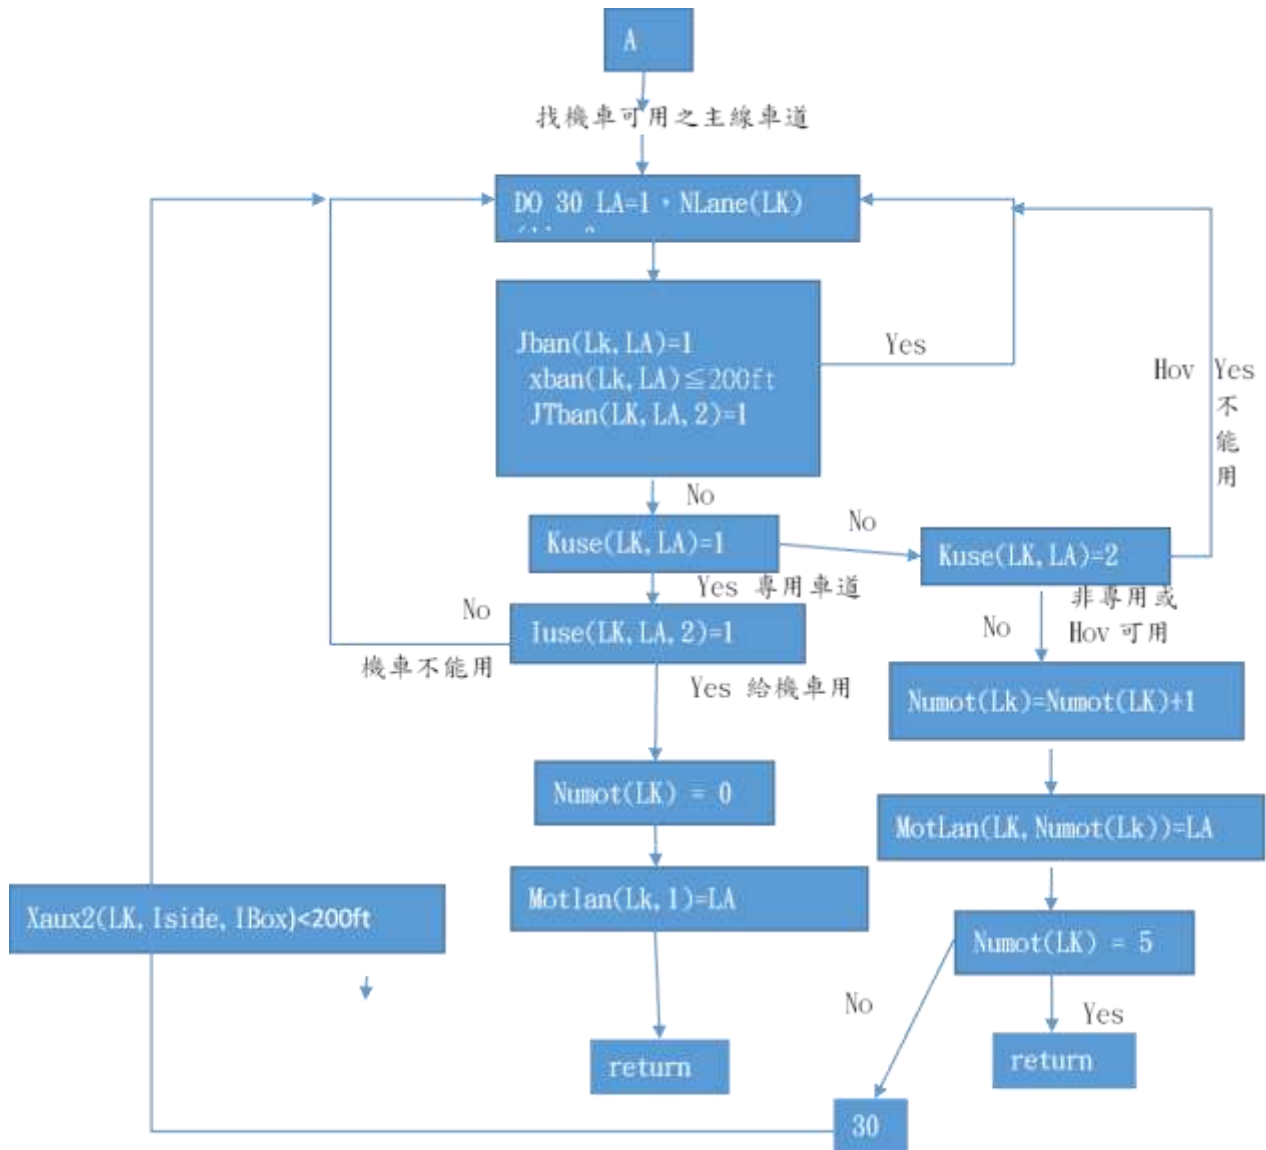 A
找機車可用之主線車道
DO 30 LA=1，NLane(LK)
Jban(Lk,LA)=1
xban(Lk,LA)≦200ft
JTban(LK,LA,2)=1
Yes
Hov Yes
不
能
用
No
Kuse(LK,LA)=1
No
Kuse(LK,LA)=2
Yes 專用車道
非專用或
Hov 可用
No
No
Iuse(LK,LA,2)=1
機車不能用
Yes 給機車用
Numot(Lk)=Numot(LK)+1
Numot(LK) = 0
MotLan(LK,Numot(Lk))=LA
Motlan(Lk,1)=LA
Xaux2(LK,Iside,IBox)<200ft
Numot(LK) = 5
No
Yes
return
return
30